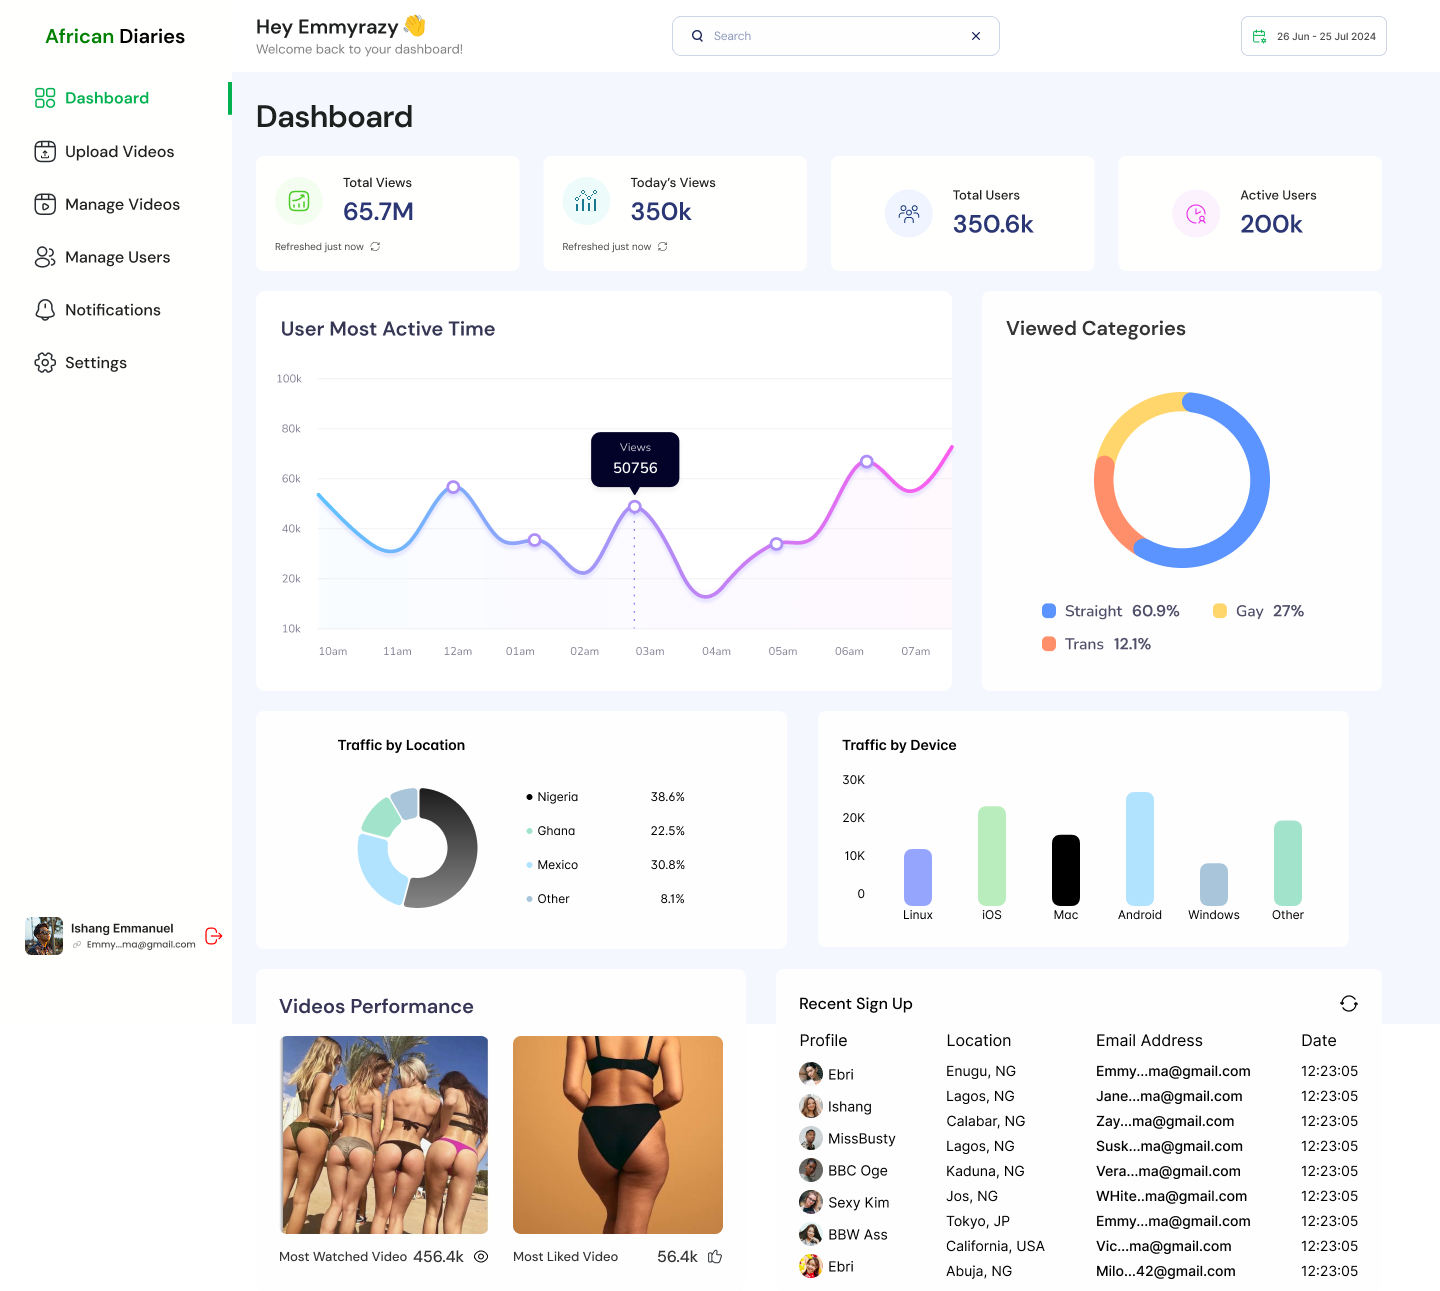 African Diaries
Hey Emmyrazy 👋
Welcome back to your dashboard!
Search
26 Jun - 25 Jul 2024
Dashboard
Upload Videos
Manage Videos
Manage Users
Notifications
Settings
Ishang Emmanuel
Emmy...ma@gmail.com
Dashboard
Total Views
65.7M
Refreshed just now
Today's Views
350k
Refreshed just now
Total Users
350.6k
Active Users
200k
User Most Active Time
100k
80k
60k
40k
20k
10k
Views
50756
10am 11am 12am 01am 02am 03am 04am 05am 06am 07am
Viewed Categories
Straight 60.9% Gay 27%
Trans 12.1%
Traffic by Location
Nigeria 38.6%
Ghana 22.5%
Mexico 30.8%
Other 8.1%
Traffic by Device
30K
20K
10K
0
Linux iOS Mac Android Windows Other
Videos Performance
Most Watched Video 456.4k
Most Liked Video 56.4k
Recent Sign Up
Profile Location Email Address Date
Ebri Enugu, NG Emmy...ma@gmail.com 12:23:05
Ishang Lagos, NG Jane...ma@gmail.com 12:23:05
MissBusty Calabar, NG Zay...ma@gmail.com 12:23:05
BBC Oge Lagos, NG Susk...ma@gmail.com 12:23:05
Sexy Kim Kaduna, NG Vera...ma@gmail.com 12:23:05
BBW Ass Jos, NG WHite..ma@gmail.com 12:23:05
Ebri Tokyo, JP Emmy...ma@gmail.com 12:23:05
California, USA Vic...ma@gmail.com 12:23:05
Abuja, NG Milo...42@gmail.com 12:23:05